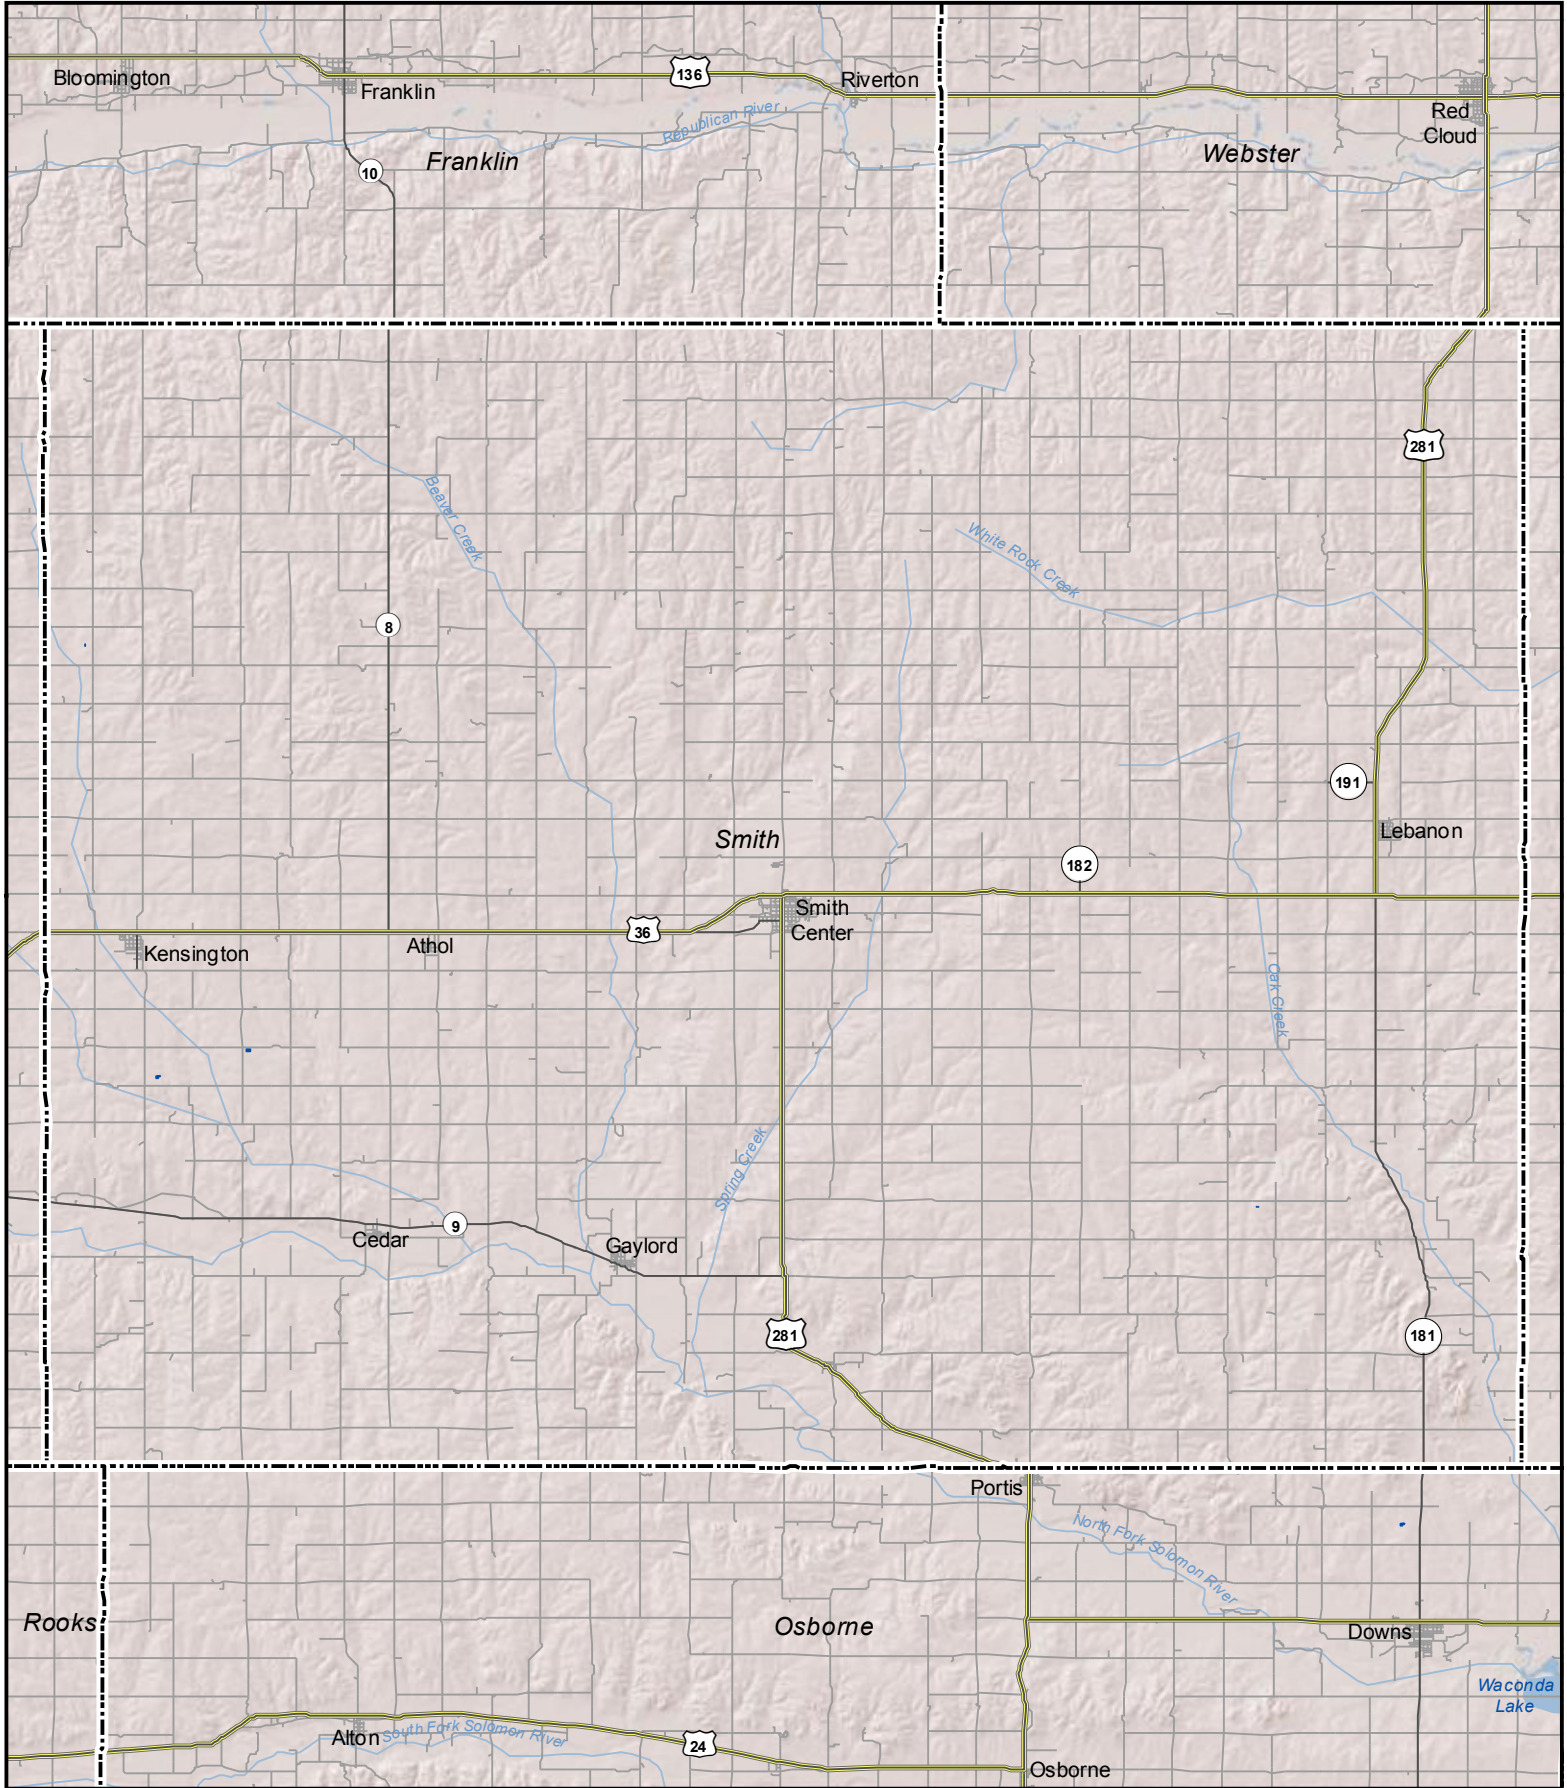 Bloomington
Franklin
136
Riverton
Red
Cloud
Republican River
Franklin
Webster
10
281
Beaver Creek
White Rock Creek
8
191
Lebanon
Smith
182
Smith
Center
36
Kensington
Athol
Oak Creek
Spring Creek
9
Cedar
Gaylord
281
181
Portis
North Fork Solomon River
Rooks
Osborne
Downs
Waconda
Lake
Alton
South Fork Solomon River
24
Osborne